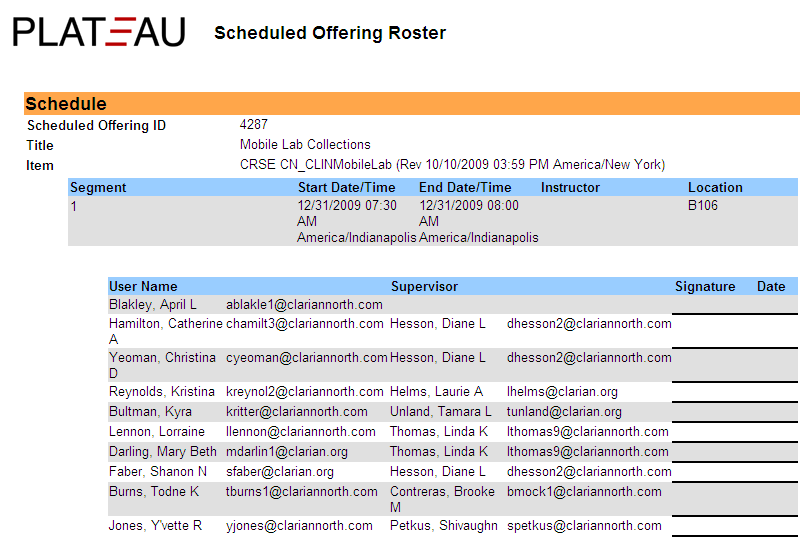 PLATEAU Scheduled Offering Roster
Schedule
Scheduled Offering ID 4287
Title Mobile Lab Collections
Item CRSE CN_CLINMobileLab (Rev 10/10/2009 03:59 PM America/New York)
Segment Start Date/Time End Date/Time Instructor Location
1 12/31/2009 07:30 12/31/2009 08:00 B106
AM AM
America/Indianapolis America/Indianapolis
User Name Supervisor Signature Date
Blakley, April L ablakle1@clariannorth.com
Hamilton, Catherine chamilt3@clariannorth.com Hesson, Diane L dhesson2@clariannorth.com
A
Yeoman, Christina cyeoman@clariannorth.com Hesson, Diane L dhesson2@clariannorth.com
D
Reynolds, Kristina kreynol2@clariannorth.com Helms, Laurie A lhelms@clarian.org
Bultman, Kyra kritter@clariannorth.com Unland, Tamara L tunland@clarian.org
Lennon, Lorraine llennon@clariannorth.com Thomas, Linda K lthomas9@clariannorth.com
Darling, Mary Beth mdarlin1@clarian.org Thomas, Linda K lthomas9@clariannorth.com
Faber, Shanon N sfaber@clarian.org Hesson, Diane L dhesson2@clariannorth.com
Burns, Todne K tburns1@clariannorth.com Contreras, Brooke bmock1@clariannorth.com
M
Jones, Y'vette R yjones@clariannorth.com Petkus, Shivaughn spetkus@clariannorth.com